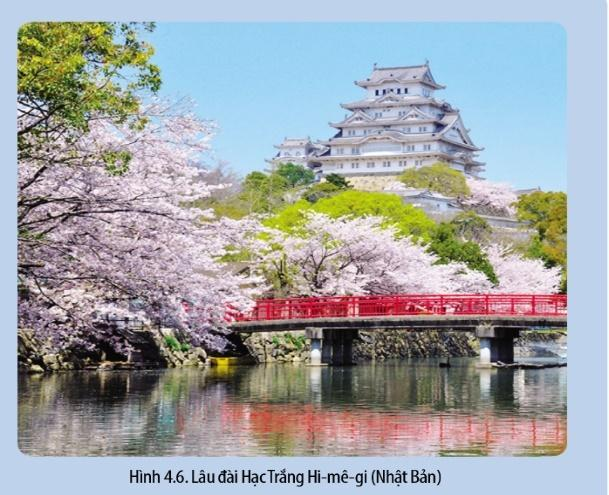 Hình 4.6. Lâu đài Hạc Trắng Hi-mê-gi (Nhật Bản)